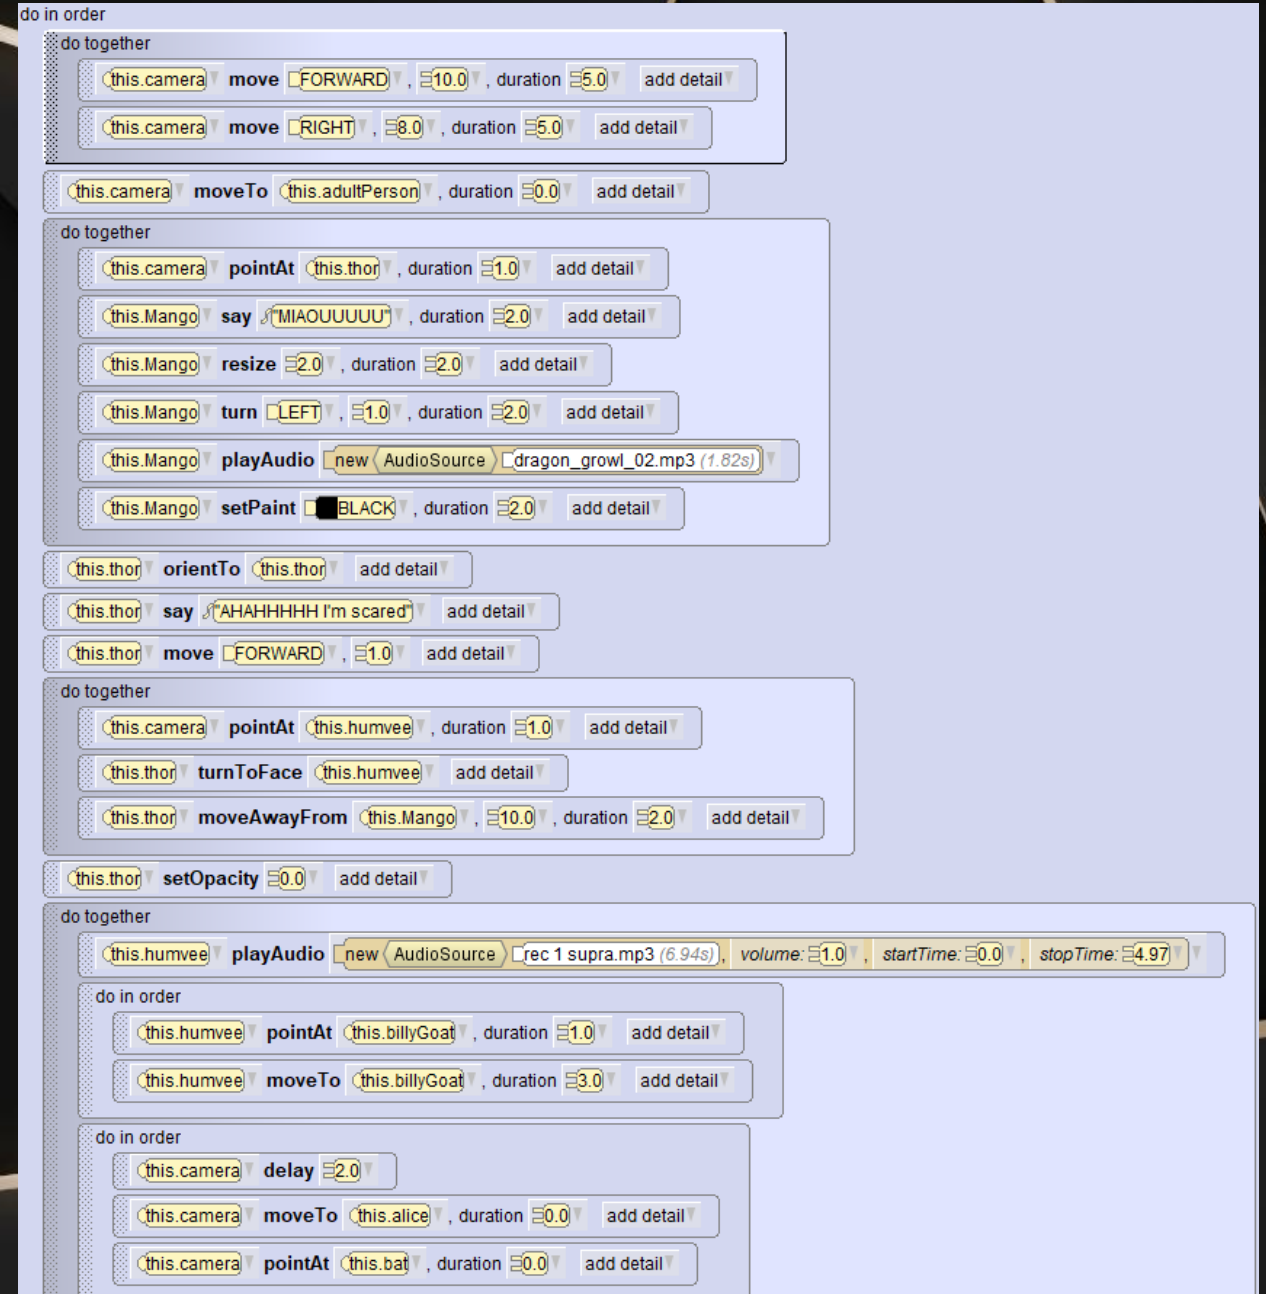 do in order
do together
this.camera move FORWARD , 10.0 , duration 5.0 add detail
this.camera move RIGHT , 8.0 , duration 5.0 add detail
this.camera moveTo this.adultPerson , duration 0.0 add detail
do together
this.camera pointAt this.thor , duration 1.0 add detail
this.Mango say "MIAOUUUUU" , duration 2.0 add detail
this.Mango resize 2.0 , duration 2.0 add detail
this.Mango turn LEFT , 1.0 , duration 2.0 add detail
this.Mango playAudio new AudioSource dragon_growl_02.mp3 (1.82s)
this.Mango setPaint BLACK , duration 2.0 add detail
this.thor orientTo this.thor add detail
this.thor say "AHAHHHHH I'm scared" add detail
this.thor move FORWARD , 1.0 add detail
do together
this.camera pointAt this.humvee , duration 1.0 add detail
this.thor turnToFace this.humvee add detail
this.thor moveAwayFrom this.Mango , 10.0 , duration 2.0 add detail
this.thor setOpacity 0.0 add detail
do together
this.humvee playAudio new AudioSource rec 1 supra.mp3 (6.94s) , volume: 1.0 , startTime: 0.0 , stopTime: 4.97
do in order
this.humvee pointAt this.billyGoat , duration 1.0 add detail
this.humvee moveTo this.billyGoat , duration 3.0 add detail
do in order
this.camera delay 2.0
this.camera moveTo this.alice , duration 0.0 add detail
this.camera pointAt this.bat , duration 0.0 add detail